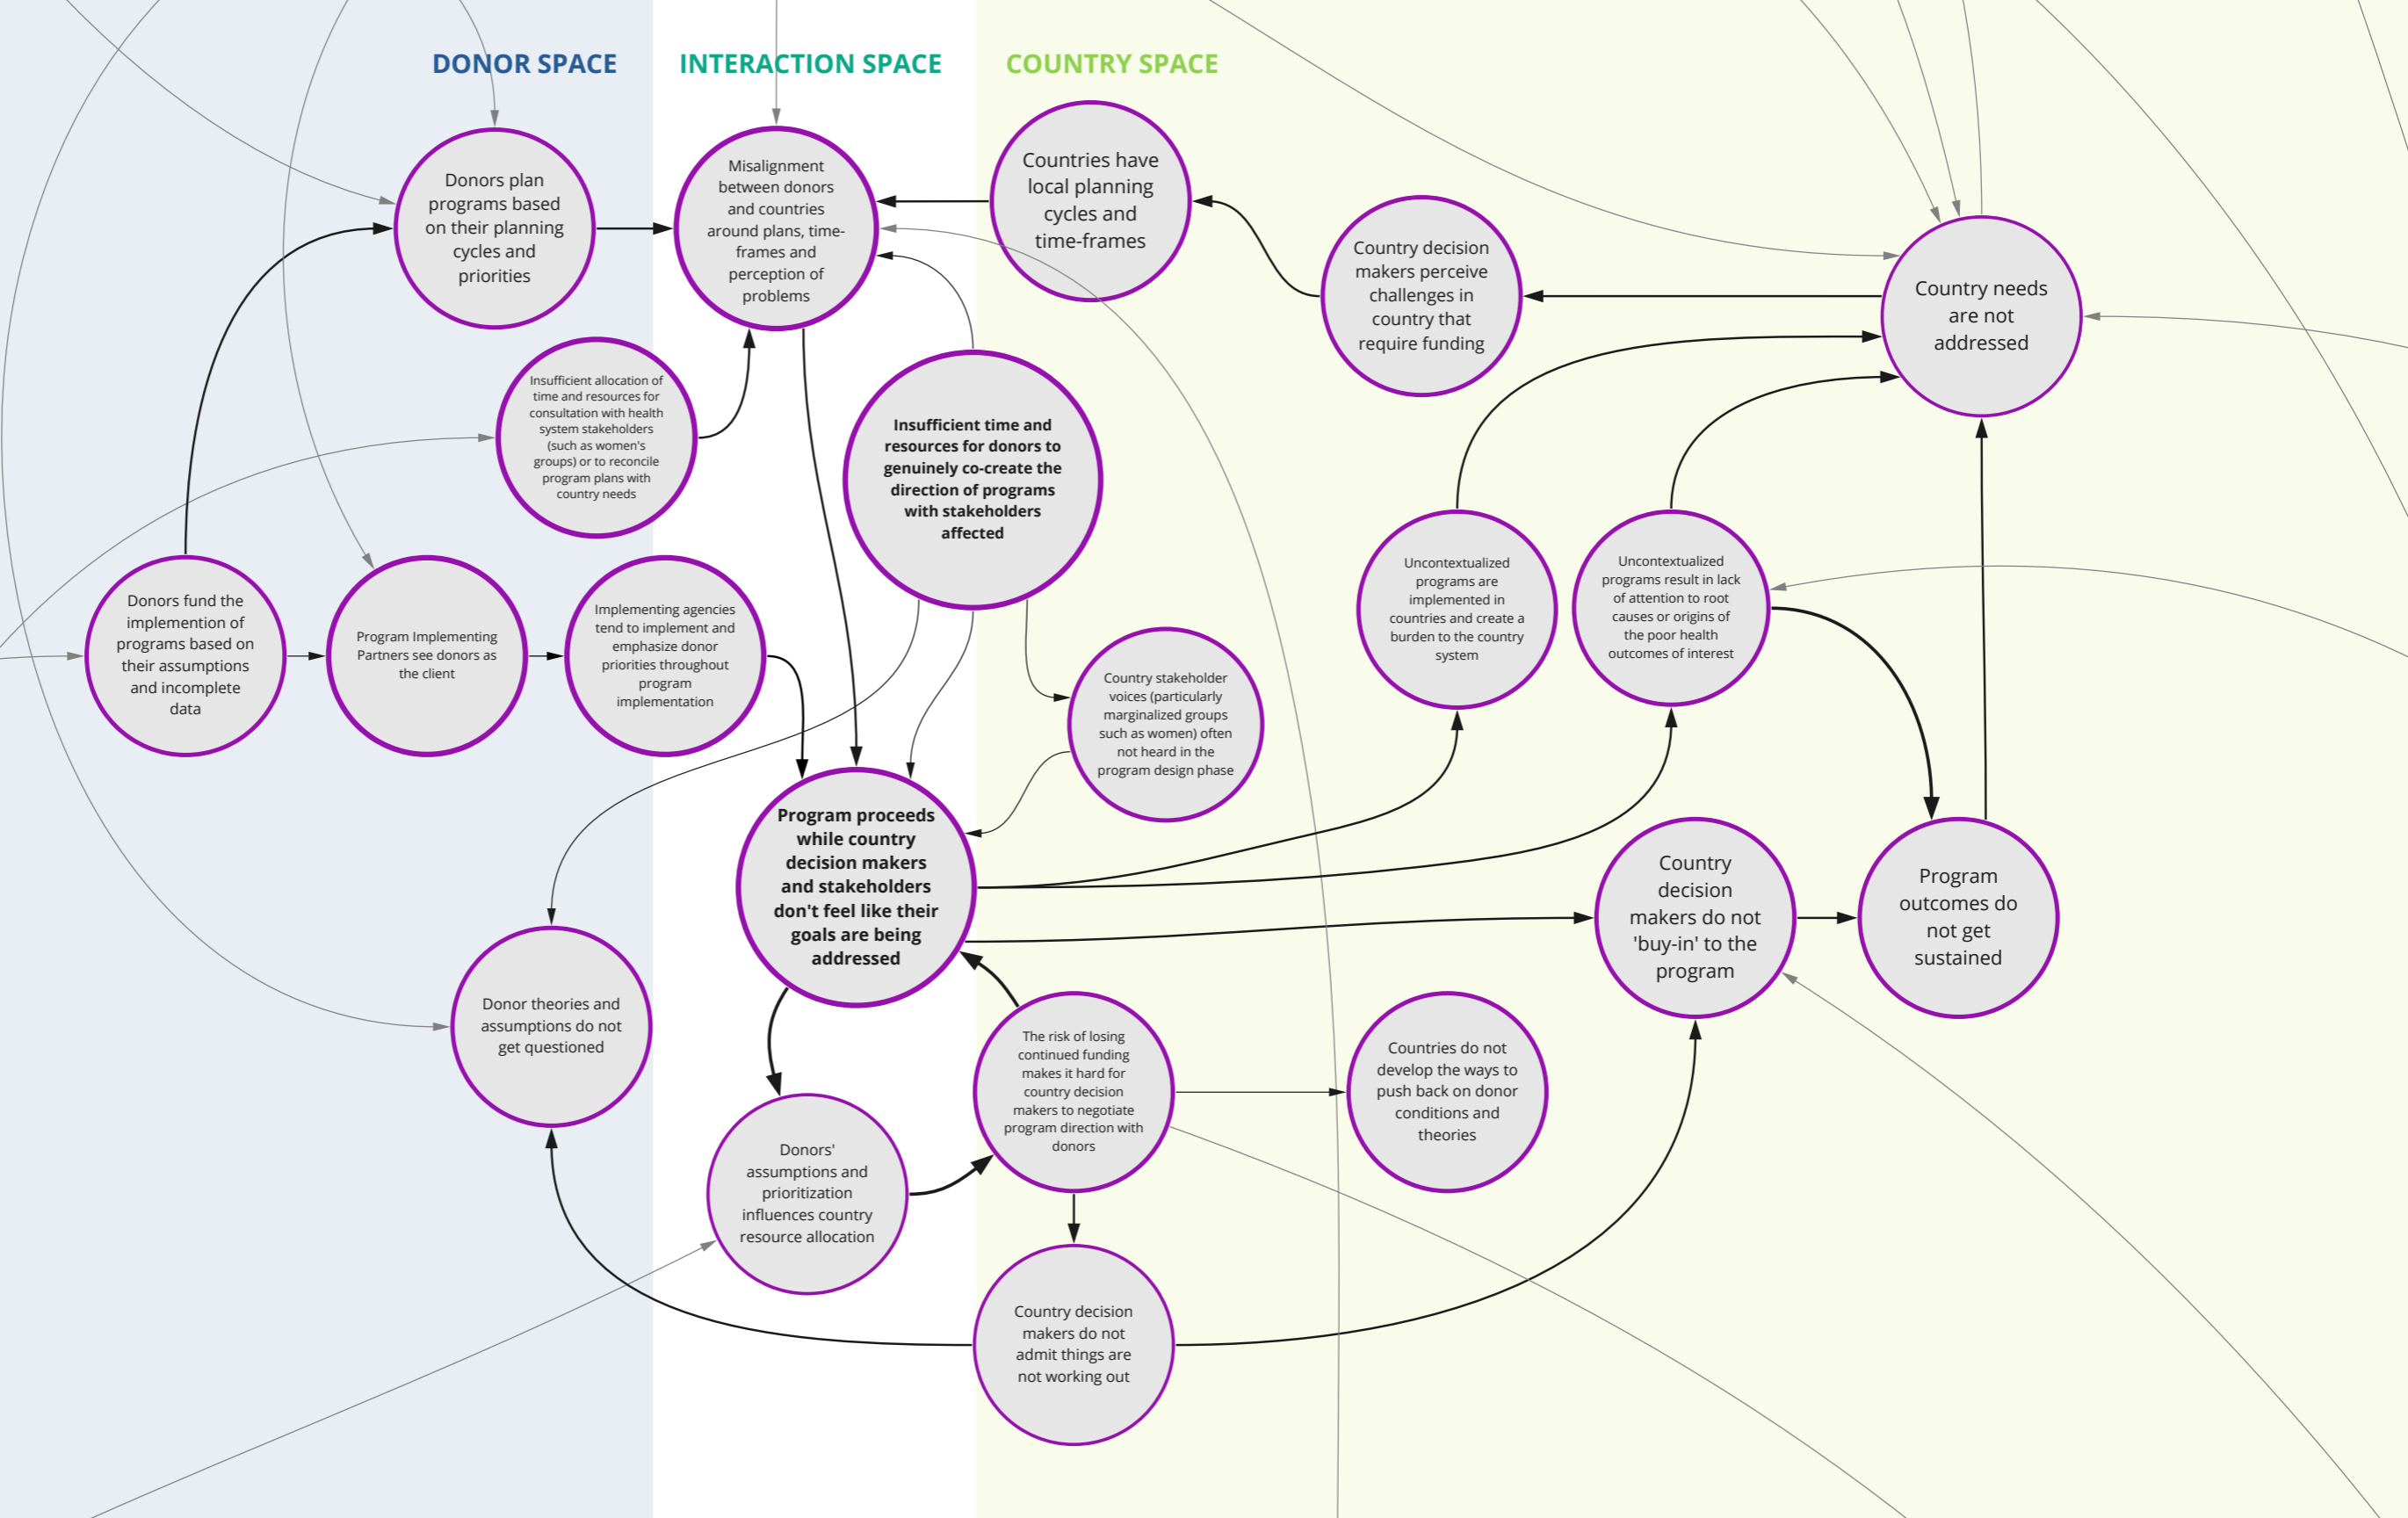 DONOR SPACE
INTERACTION SPACE
COUNTRY SPACE
Donors plan
programs based
on their planning
cycles and
priorities
Misalignment
between donors
and countries
around plans, time-
frames and
perception of
problems
Countries have
local planning
cycles and
time-frames
Country decision
makers perceive
challenges in
country that
require funding
Country needs
are not
addressed
Insufficient allocation of
time and resources for
consultation with health
system stakeholders
(such as women's
groups) or to reconcile
program plans with
country needs
Insufficient time and
resources for donors to
genuinely co-create the
direction of programs
with stakeholders
affected
Donors fund the
implemention of
programs based on
their assumptions
and incomplete
data
Program Implementing
Partners see donors as
the client
Implementing agencies
tend to implement and
emphasize donor
priorities throughout
program
implementation
Country stakeholder
voices (particularly
marginalized groups
such as women) often
not heard in the
program design phase
Uncontextualized
programs are
implemented in
countries and create a
burden to the country
system
Uncontextualized
programs result in lack
of attention to root
causes or origins of
the poor health
outcomes of interest
Program proceeds
while country
decision makers
and stakeholders
don't feel like their
goals are being
addressed
Country
decision
makers do not
'buy-in' to the
program
Program
outcomes do
not get
sustained
Donor theories and
assumptions do not
get questioned
The risk of losing
continued funding
makes it hard for
country decision
makers to negotiate
program direction with
donors
Countries do not
develop the ways to
push back on donor
conditions and
theories
Donors'
assumptions and
prioritization
influences country
resource allocation
Country decision
makers do not
admit things are
not working out